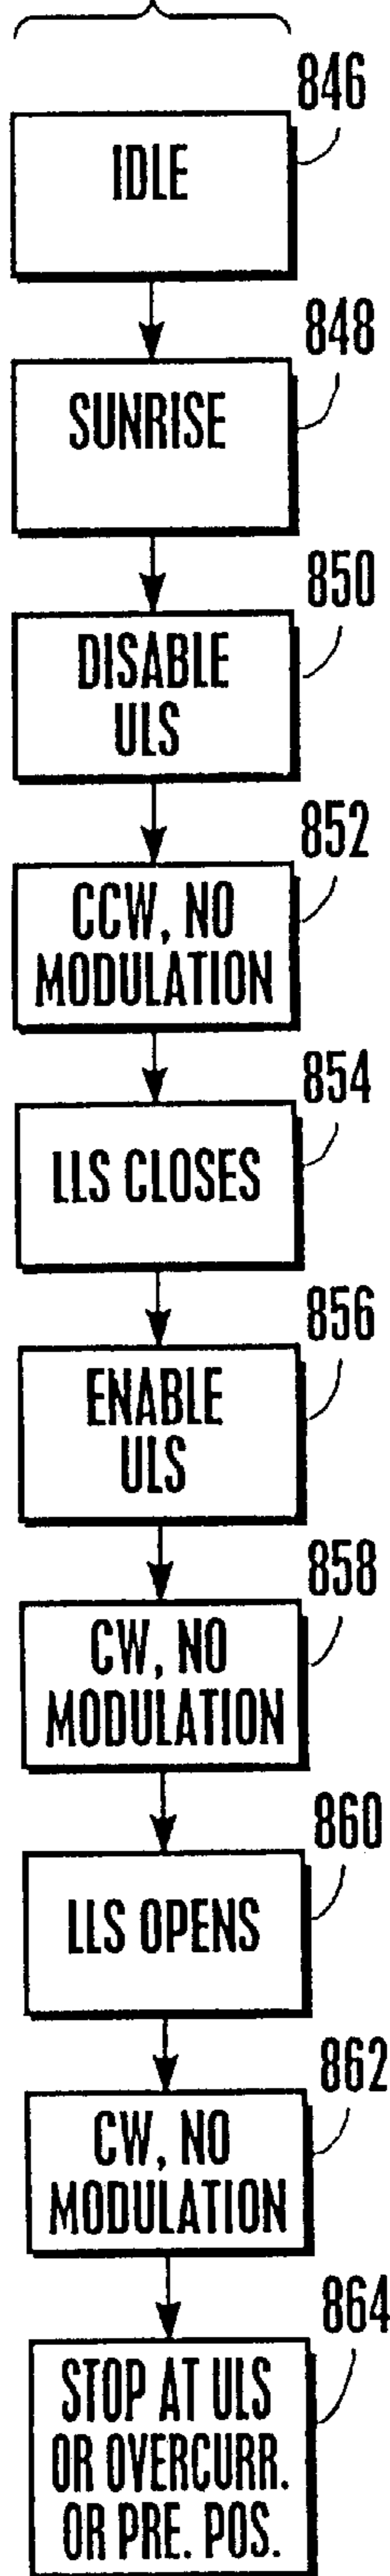 846
IDLE
848
SUNRISE
850
DISABLE
ULS
852
CCW, NO
MODULATION
854
LLS CLOSES
856
ENABLE
ULS
858
CW, NO
MODULATION
860
LLS OPENS
862
CW, NO
MODULATION
864
STOP AT ULS
OR OVERCURR.
OR PRE. POS.